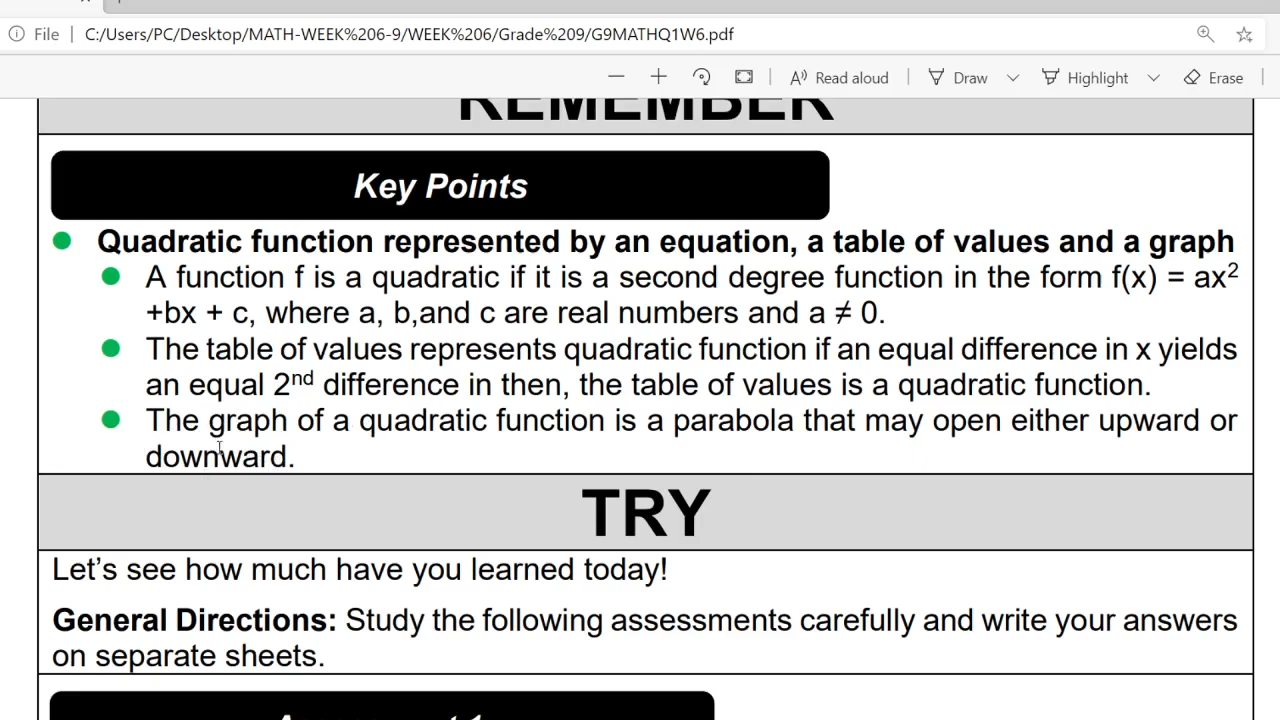 File | C:/Users/PC/Desktop/MATH-WEEK%206-9/WEEK%206/Grade%209/G9MATHQ1W6.pdf
Read aloud | Draw Highlight Erase
REMEMBER
Key Points
Quadratic function represented by an equation, a table of values and a graph
A function f is a quadratic if it is a second degree function in the form f(x) = ax²
+bx + c, where a, b,and c are real numbers and a ≠ 0.
The table of values represents quadratic function if an equal difference in x yields
an equal 2nd difference in then, the table of values is a quadratic function.
The graph of a quadratic function is a parabola that may open either upward or
downward.
TRY
Let's see how much have you learned today!
General Directions: Study the following assessments carefully and write your answers
on separate sheets.